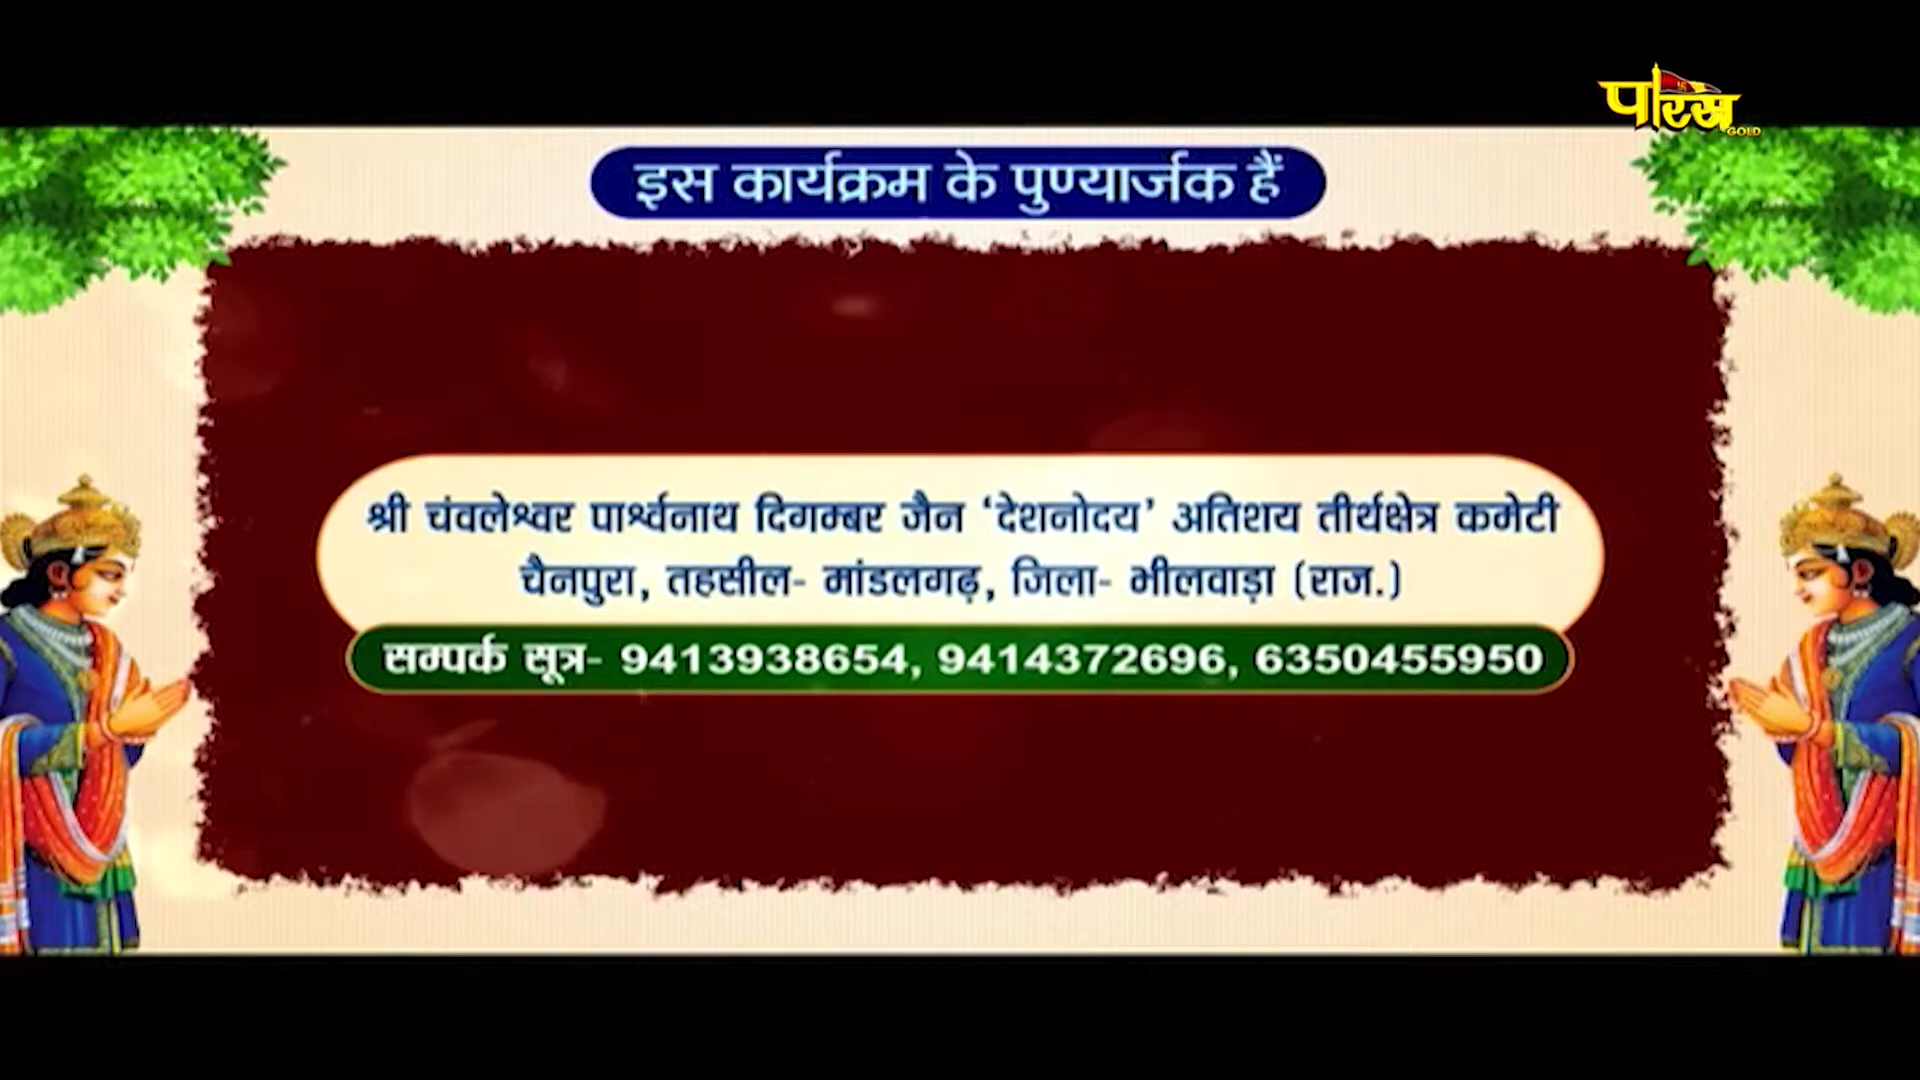 पारस
GOLD
इस कार्यक्रम के पुण्यार्जक हैं
श्री चंवलेश्वर पार्श्वनाथ दिगम्बर जैन ‘देशनोदय’ अतिशय तीर्थक्षेत्र कमेटी
चैनपुरा, तहसील- मांडलगढ़, जिला- भीलवाड़ा (राज.)
सम्पर्क सूत्र- 9413938654, 9414372696, 6350455950